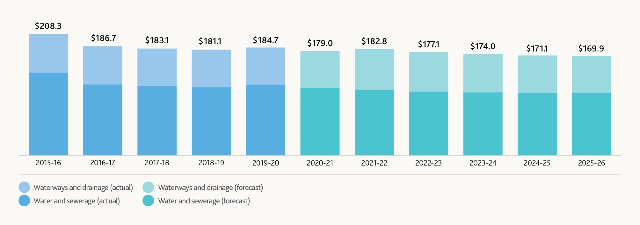 $208.3 $186.7 $183.1 $181.1 $184.7 $179.0 $182.8 $177.1 $174.0 $171.1 $169.9
2015-16 2016-17 2017-18 2018-19 2019-20 2020-21 2021-22 2022-23 2023-24 2024-25 2025-26
Waterways and drainage (actual) Waterways and drainage (forecast)
Water and sewerage (actual) Water and sewerage (forecast)